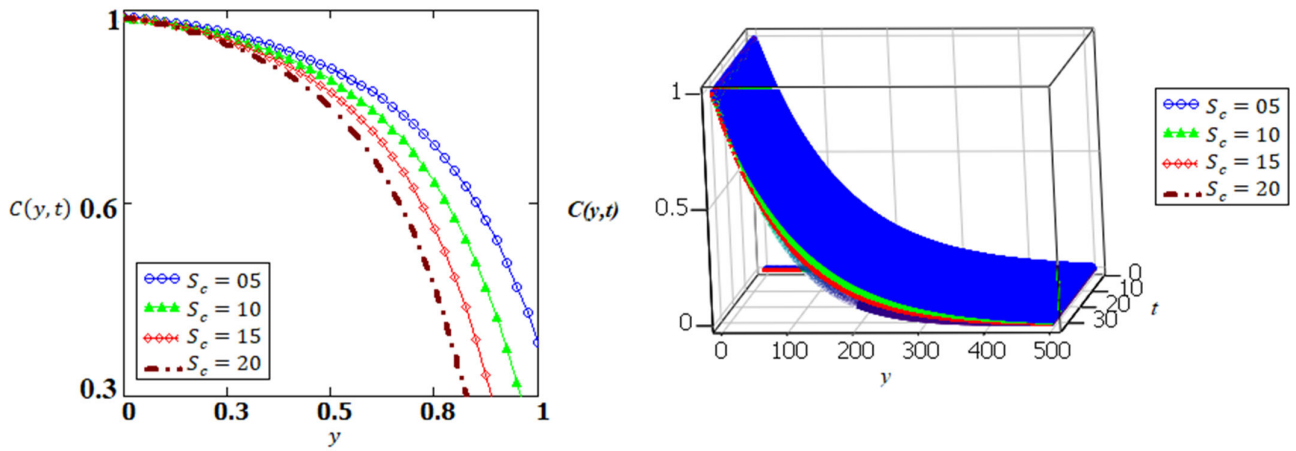 1
C(y,t) 0.6
S_c = 05
S_c = 10
S_c = 15
S_c = 20
0.3
0 0.3 0.5 0.8 1
y
1
C(y,t) 0.5
0
0 100 200 300 400 500
y
0
10
20
30
t
S_c = 05
S_c = 10
S_c = 15
S_c = 20